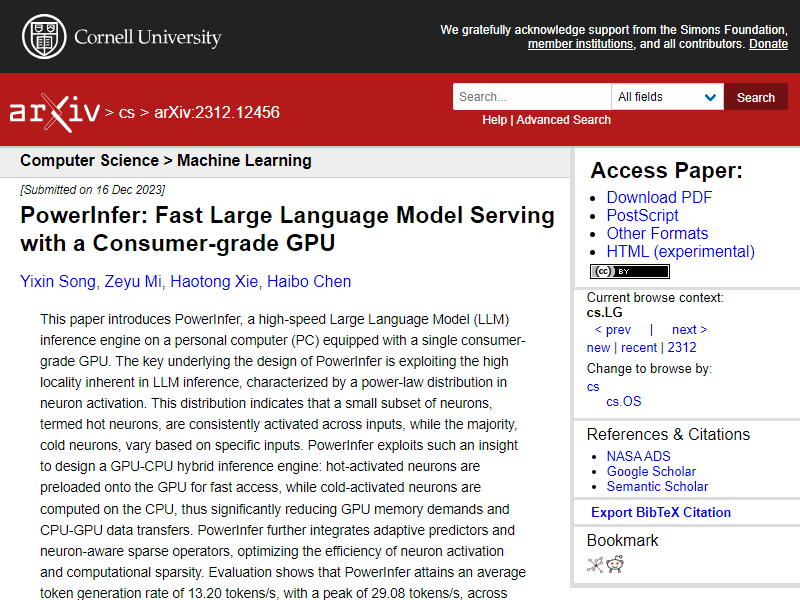 Cornell University
We gratefully acknowledge support from the Simons Foundation,
member institutions, and all contributors. Donate
arXiv > cs > arXiv:2312.12456
Search...
All fields
Search
Help | Advanced Search
Computer Science > Machine Learning
[Submitted on 16 Dec 2023]
PowerInfer: Fast Large Language Model Serving
with a Consumer-grade GPU
Yixin Song, Zeyu Mi, Haotong Xie, Haibo Chen
This paper introduces PowerInfer, a high-speed Large Language Model (LLM)
inference engine on a personal computer (PC) equipped with a single consumer-
grade GPU. The key underlying the design of PowerInfer is exploiting the high
locality inherent in LLM inference, characterized by a power-law distribution in
neuron activation. This distribution indicates that a small subset of neurons,
termed hot neurons, are consistently activated across inputs, while the majority,
cold neurons, vary based on specific inputs. PowerInfer exploits such an insight
to design a GPU-CPU hybrid inference engine: hot-activated neurons are
preloaded onto the GPU for fast access, while cold-activated neurons are
computed on the CPU, thus significantly reducing GPU memory demands and
CPU-GPU data transfers. PowerInfer further integrates adaptive predictors and
neuron-aware sparse operators, optimizing the efficiency of neuron activation
and computational sparsity. Evaluation shows that PowerInfer attains an average
token generation rate of 13.20 tokens/s, with a peak of 29.08 tokens/s, across
Access Paper:
Download PDF
PostScript
Other Formats
HTML (experimental)
(cc) BY
Current browse context:
cs.LG
< prev | next >
new | recent | 2312
Change to browse by:
cs
cs.OS
References & Citations
NASA ADS
Google Scholar
Semantic Scholar
Export BibTeX Citation
Bookmark